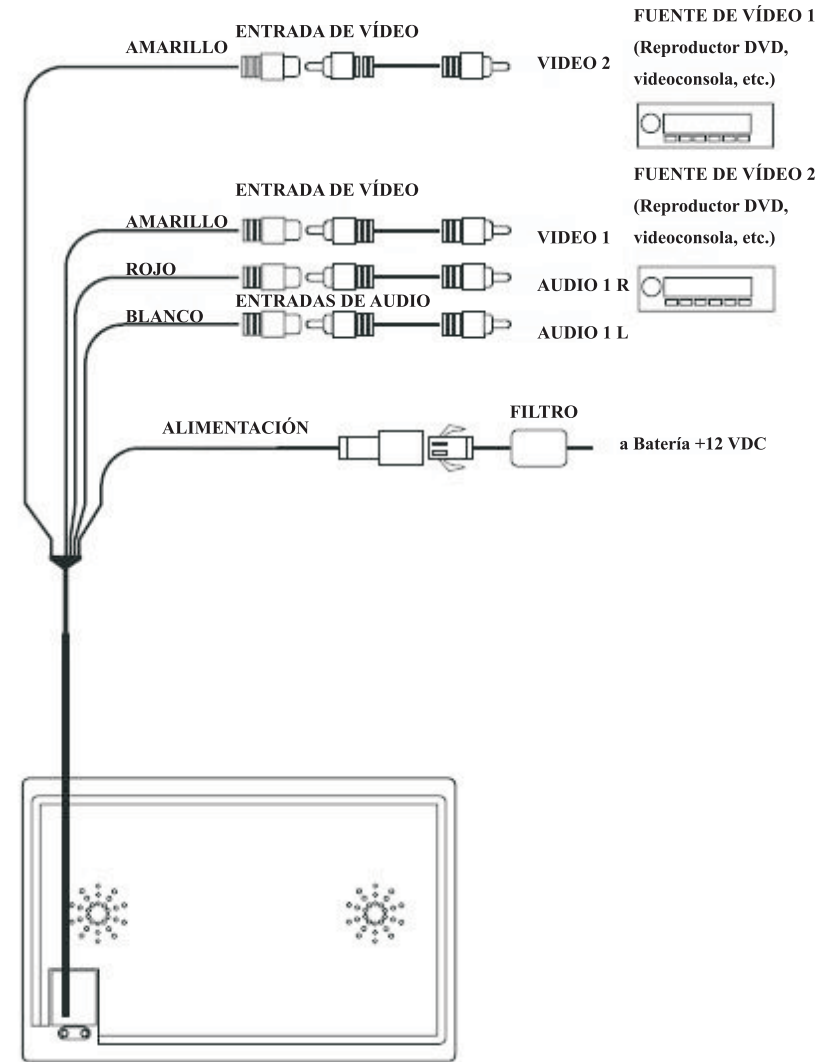 FUENTE DE VÍDEO 1
(Reproductor DVD,
videoconsola, etc.)
ENTRADA DE VÍDEO
AMARILLO
VIDEO 2
FUENTE DE VÍDEO 2
(Reproductor DVD,
videoconsola, etc.)
ENTRADA DE VÍDEO
AMARILLO
VIDEO 1
ROJO
AUDIO 1 R
ENTRADAS DE AUDIO
BLANCO
AUDIO 1 L
FILTRO
ALIMENTACIÓN
a Batería +12 VDC